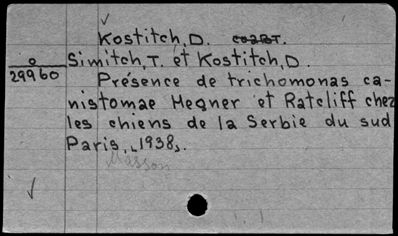 Kostitch, D.
o Simitch, T. et Kostitch, D.
29960 Présence de trichomonas ca-
nistomae Hegner et Ratcliff chez
les chiens de la Serbie du sud
Paris, 1938.
Masson